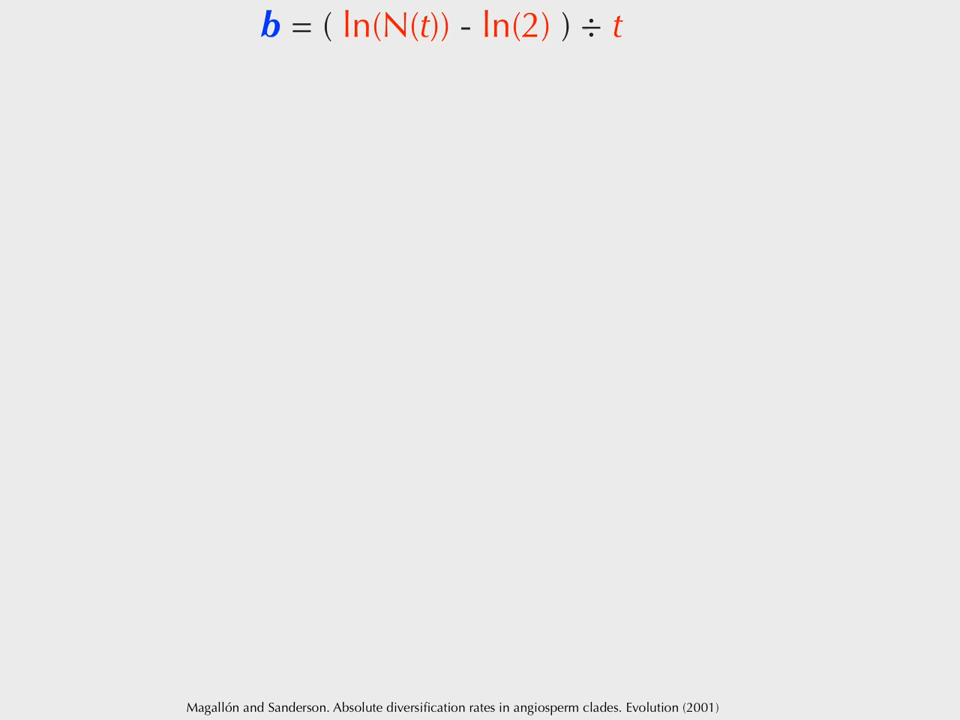 b = ( ln(N(t)) - ln(2) ) ÷ t
Magallón and Sanderson. Absolute diversification rates in angiosperm clades. Evolution (2001)